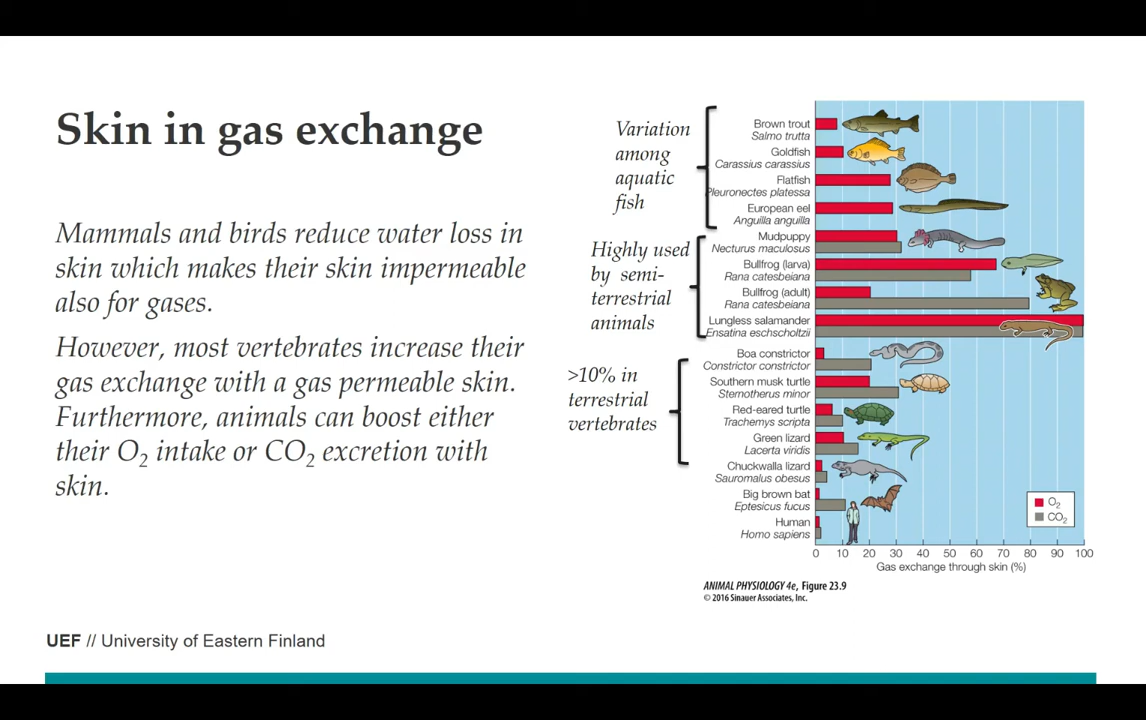 Skin in gas exchange
Mammals and birds reduce water loss in
skin which makes their skin impermeable
also for gases.
However, most vertebrates increase their
gas exchange with a gas permeable skin.
Furthermore, animals can boost either
their O2 intake or CO2 excretion with
skin.
Variation
among
aquatic
fish
Highly used
by semi-
terrestrial
animals
>10% in
terrestrial
vertebrates
Brown trout
Salmo trutta
Goldfish
Carassius carassius
Flatfish
Pleuronectes platessa
European eel
Anguilla anguilla
Mudpuppy
Necturus maculosus
Bullfrog (larva)
Rana catesbeiana
Bullfrog (adult)
Rana catesbeiana
Lungless salamander
Ensatina eschscholtzii
Boa constrictor
Constrictor constrictor
Southern musk turtle
Sternotherus minor
Red-eared turtle
Trachemys scripta
Green lizard
Lacerta viridis
Chuckwalla lizard
Sauromalus obesus
Big brown bat
Eptesicus fucus
Human
Homo sapiens
O2
CO2
0 10 20 30 40 50 60 70 80 90 100
Gas exchange through skin (%)
ANIMAL PHYSIOLOGY 4e, Figure 23.9
© 2016 Sinauer Associates, Inc.
UEF // University of Eastern Finland